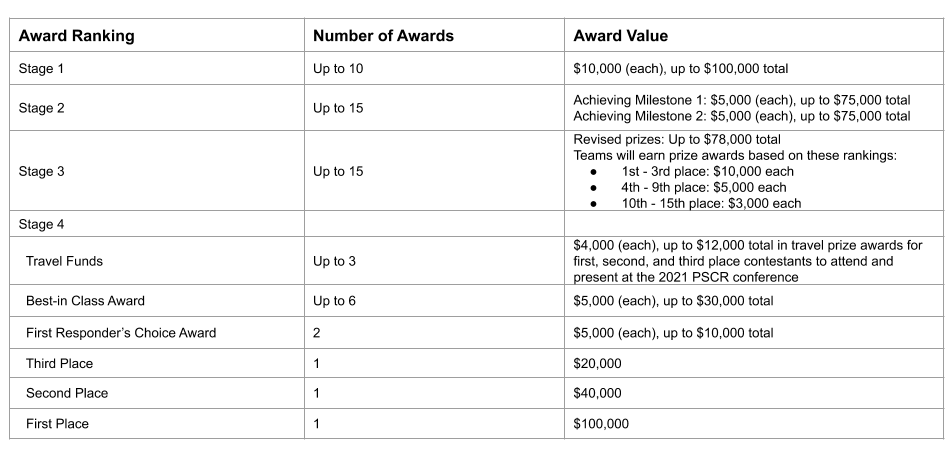 Award Ranking Number of Awards Award Value
Stage 1 Up to 10 $10,000 (each), up to $100,000 total
Stage 2 Up to 15 Achieving Milestone 1: $5,000 (each), up to $75,000 total
Achieving Milestone 2: $5,000 (each), up to $75,000 total
Stage 3 Up to 15 Revised prizes: Up to $78,000 total
Teams will earn prize awards based on these rankings:
● 1st - 3rd place: $10,000 each
● 4th - 9th place: $5,000 each
● 10th - 15th place: $3,000 each
Stage 4
Travel Funds Up to 3 $4,000 (each), up to $12,000 total in travel prize awards for
first, second, and third place contestants to attend and
present at the 2021 PSCR conference
Best-in Class Award Up to 6 $5,000 (each), up to $30,000 total
First Responder's Choice Award 2 $5,000 (each), up to $10,000 total
Third Place 1 $20,000
Second Place 1 $40,000
First Place 1 $100,000